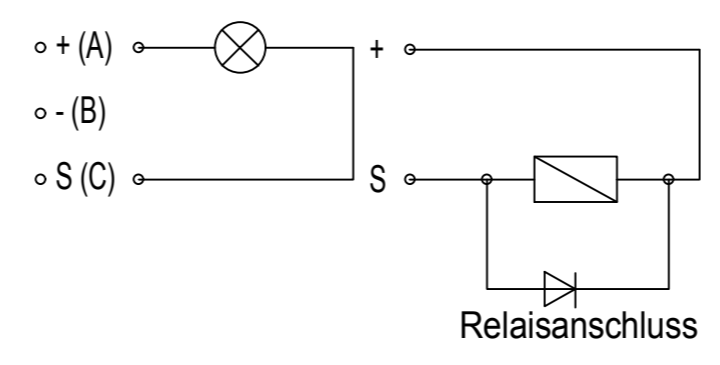 + (A)
- (B)
S (C)
+
S
Relaisanschluss